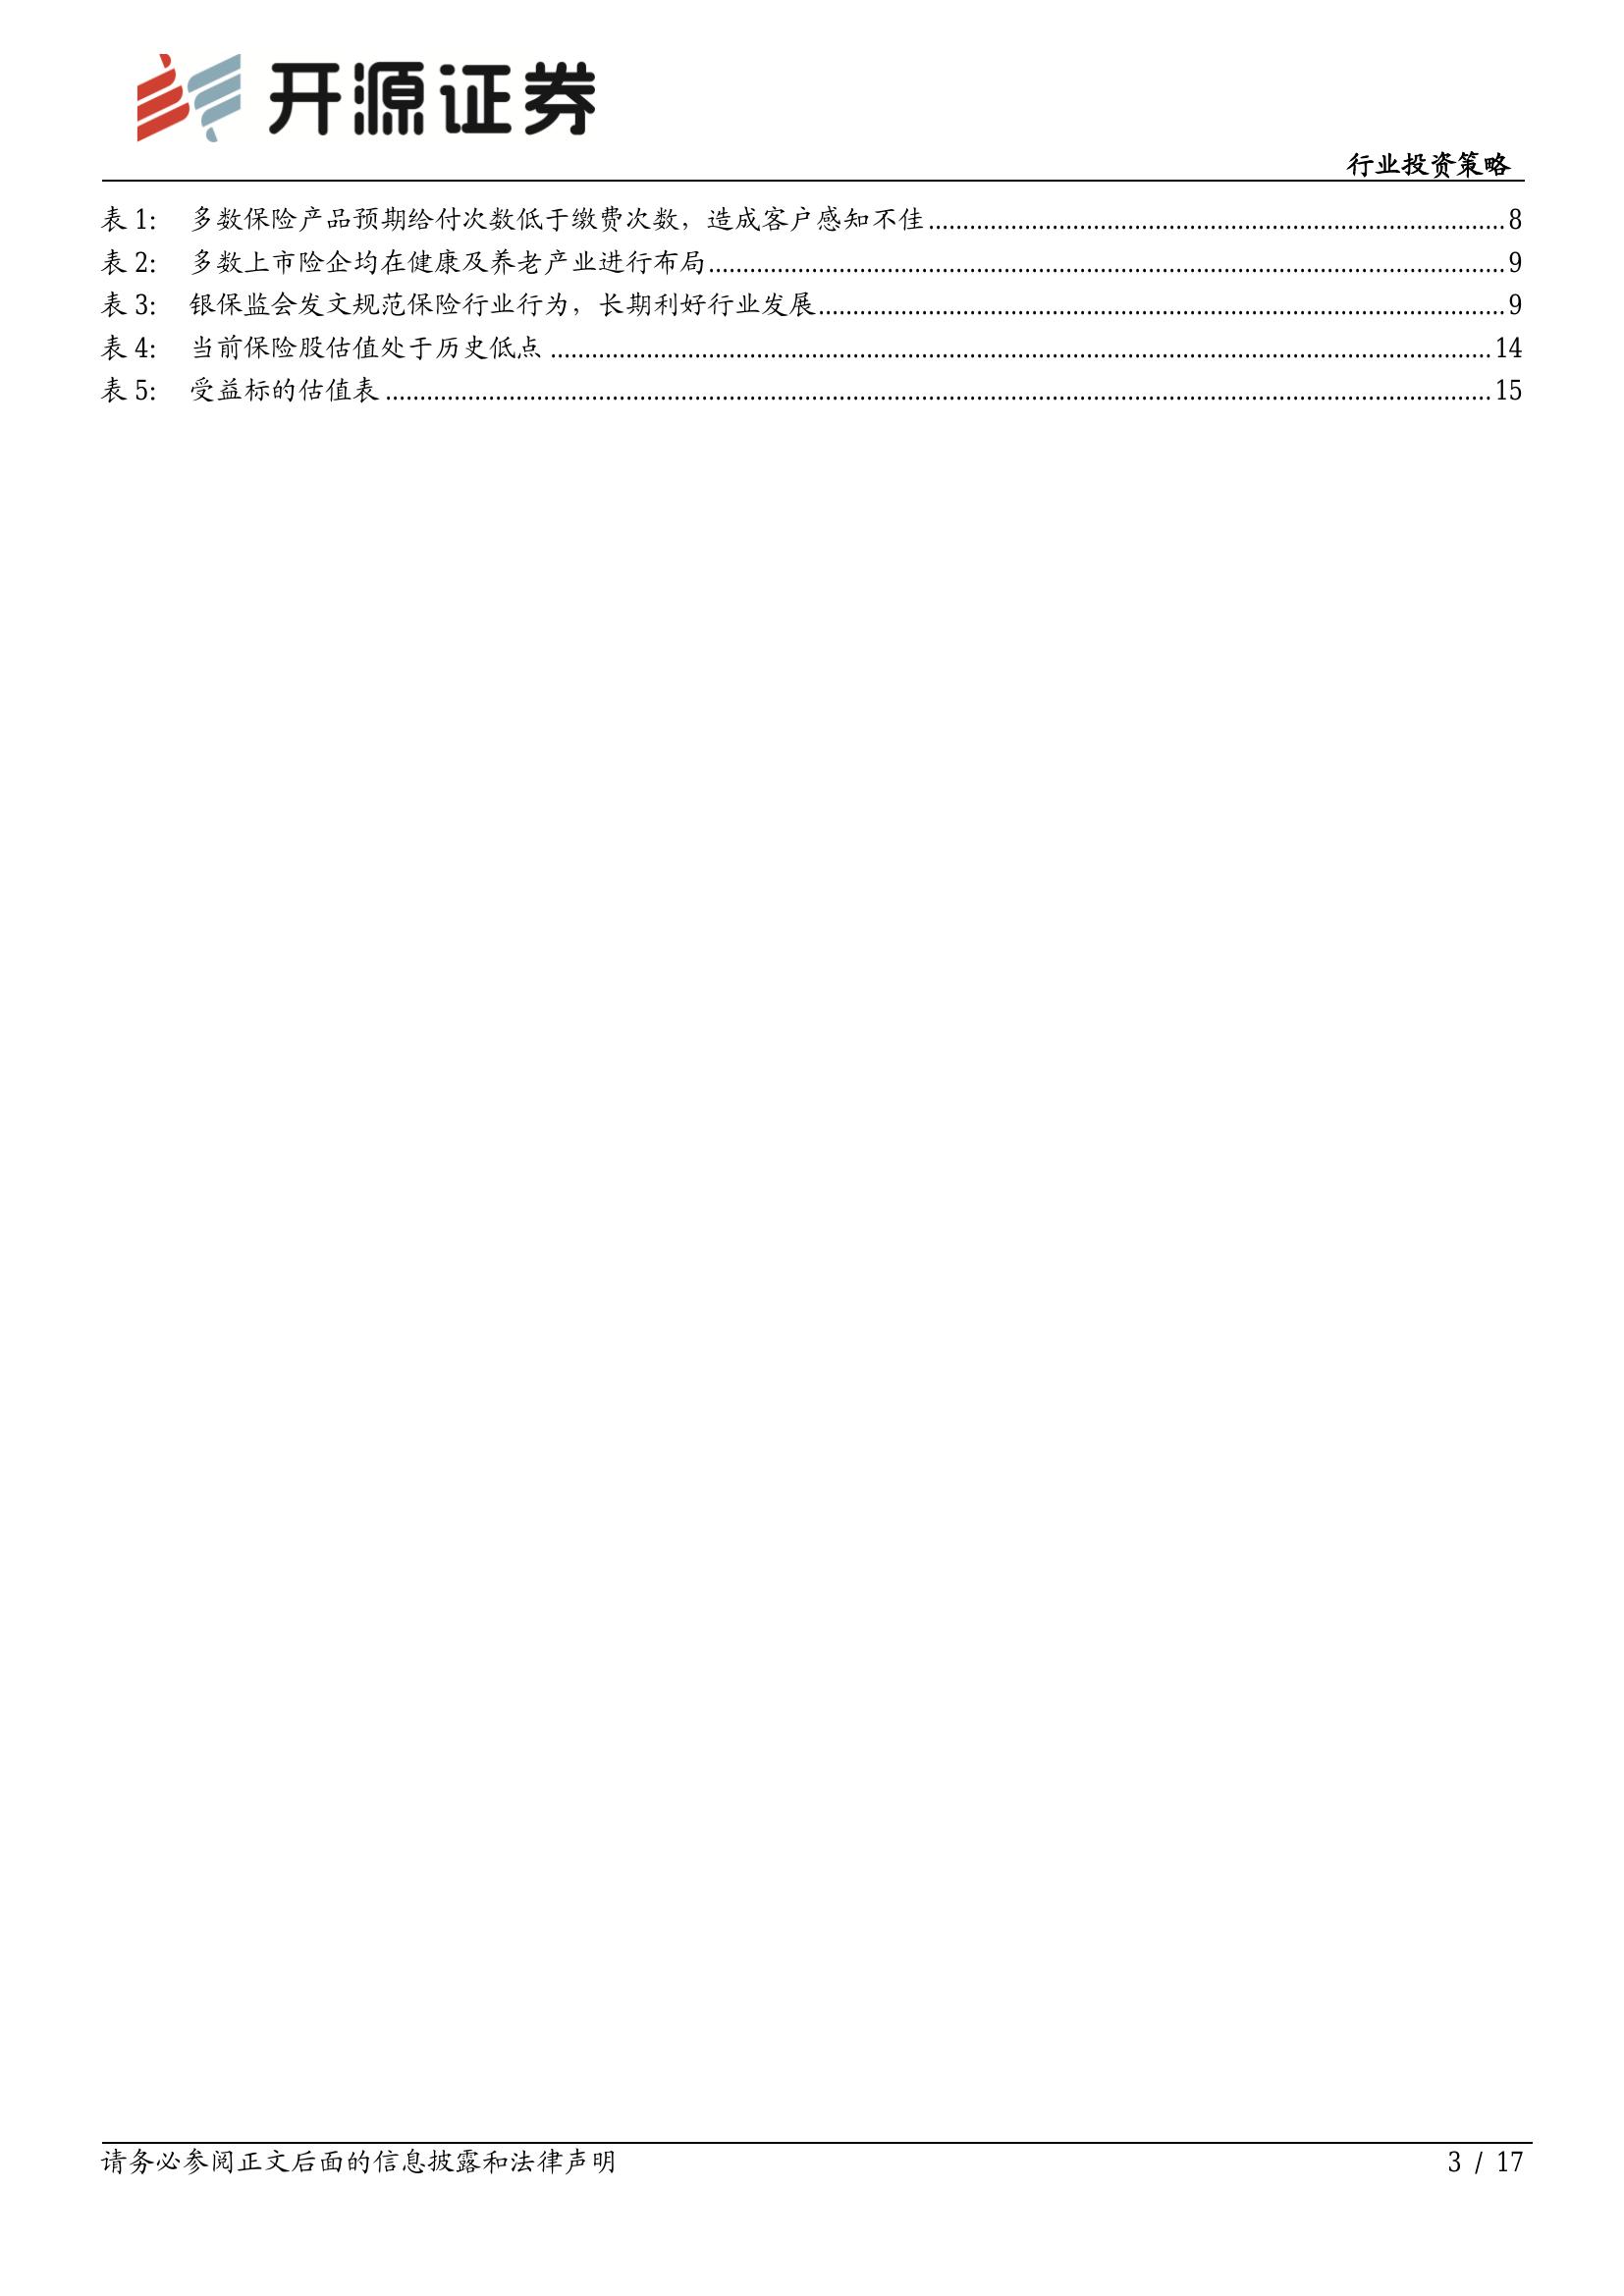 开源证券
行业投资策略
表 1: 多数保险产品预期给付次数低于缴费次数，造成客户感知不佳........................................8
表 2: 多数上市险企均在健康及养老产业进行布局........................................9
表 3: 银保监会发文规范保险行业行为，长期利好行业发展........................................9
表 4: 当前保险股估值处于历史低点........................................14
表 5: 受益标的估值表........................................15
请务必参阅正文后面的信息披露和法律声明 3 / 17